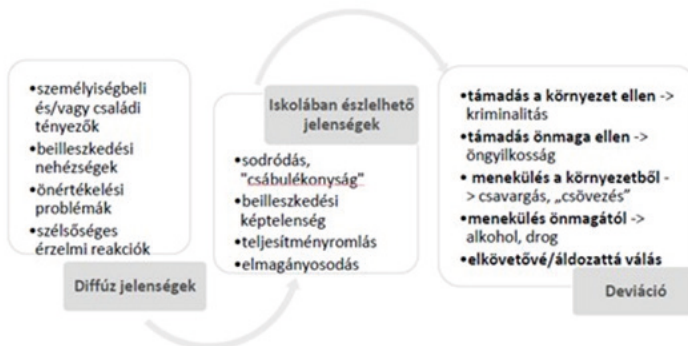 •személyiségbeli
és/vagy családi
tényezők
•beilleszkedési
nehézségek
•önértékelési
problémák
•szélsőséges
érzelmi reakciók
Diffúz jelenségek
Iskolában észlelhető
jelenségek
•sodródás,
"csábulékonyság"
•beilleszkedési
képtelenség
•teljesítményromlás
•elmagányosodás
•támadás a környezet ellen ->
kriminalitás
•támadás önmaga ellen ->
öngyilkosság
• menekülés a környezetből -
> csavargás, „csövezés”
•menekülés önmagától ->
alkohol, drog
•elkövetővé/áldozattá válás
Deviáció